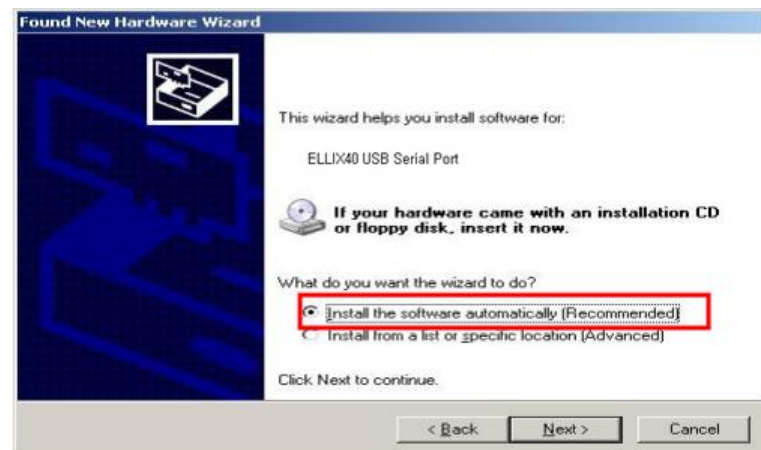 Found New Hardware Wizard
This wizard helps you install software for:
ELLIX40 USB Serial Port
If your hardware came with an installation CD
or floppy disk, insert it now.
What do you want the wizard to do?
Install the software automatically (Recommended)
Install from a list or specific location (Advanced)
Click Next to continue.
< Back Next > Cancel